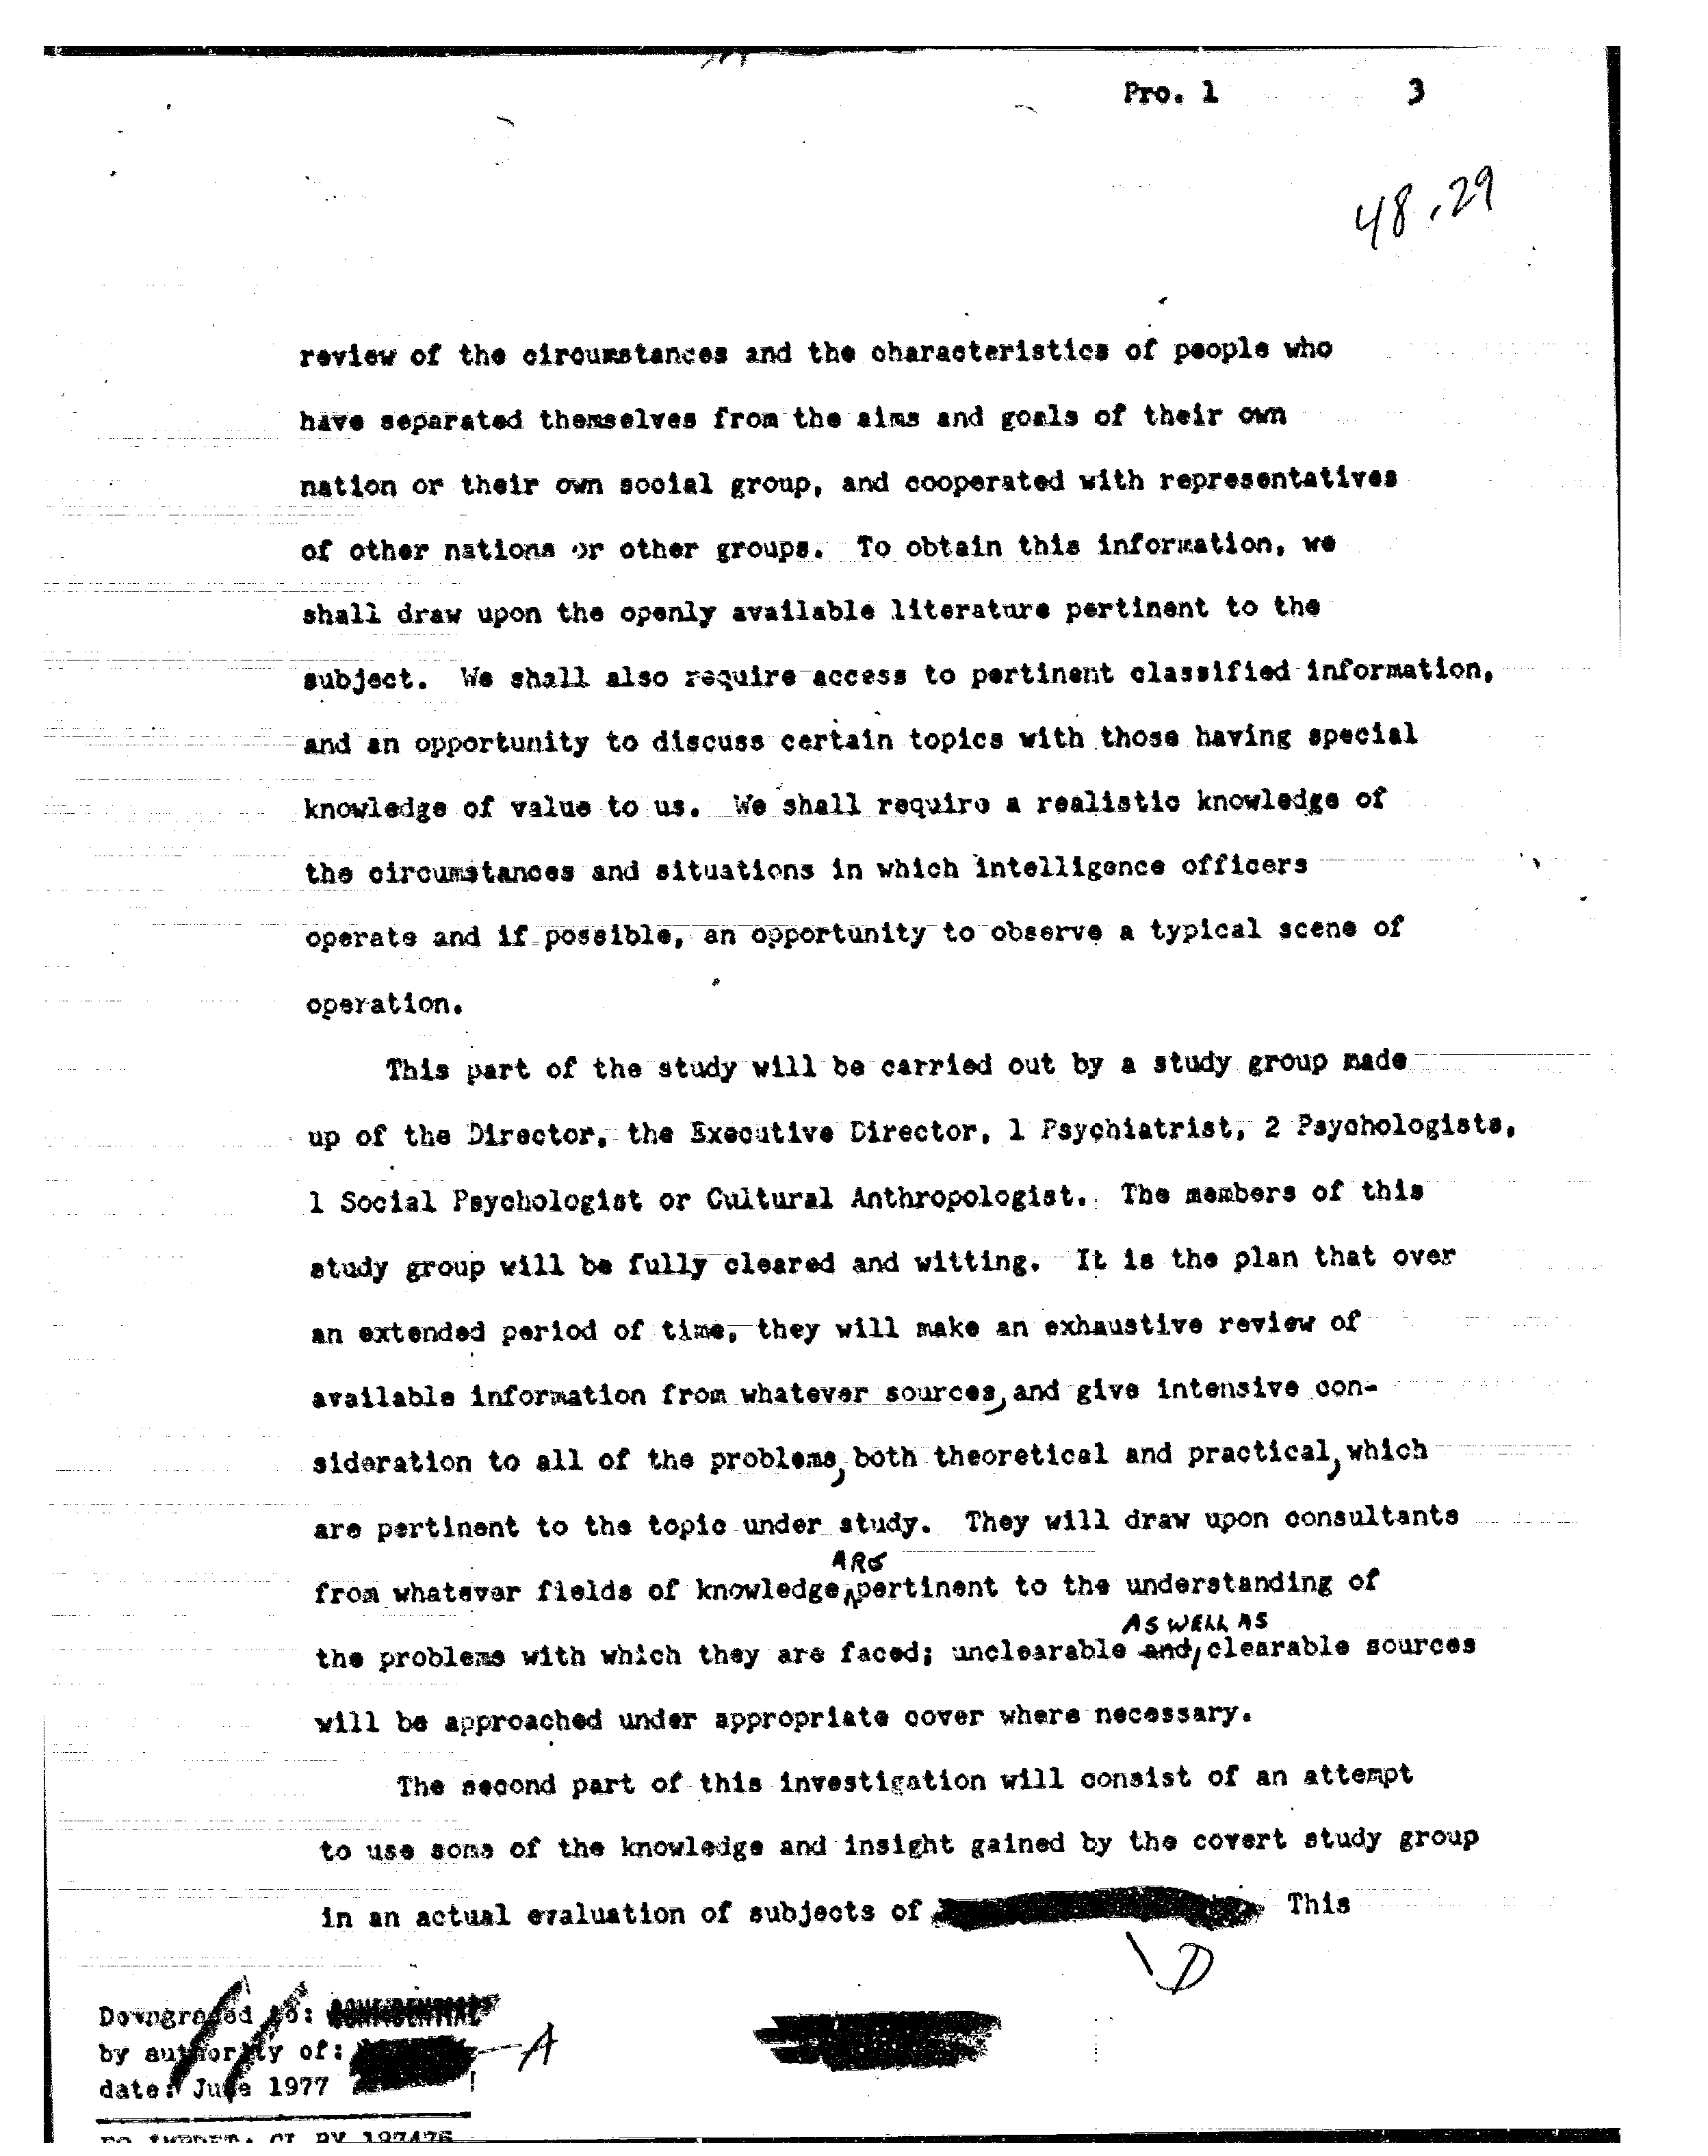 Pro. 1 3
48.29
review of the circumstances and the characteristics of people who
have separated themselves from the aims and goals of their own
nation or their own social group, and cooperated with representatives
of other nations or other groups. To obtain this information, we
shall draw upon the openly available literature pertinent to the
subject. We shall also require access to pertinent classified information,
and an opportunity to discuss certain topics with those having special
knowledge of value to us. We shall require a realistic knowledge of
the circumstances and situations in which intelligence officers
operate and if possible, an opportunity to observe a typical scene of
operation.
This part of the study will be carried out by a study group made
up of the Director, the Executive Director, 1 Psychiatrist, 2 Psychologists,
1 Social Psychologist or Cultural Anthropologist. The members of this
study group will be fully cleared and witting. It is the plan that over
an extended period of time, they will make an exhaustive review of
available information from whatever sources, and give intensive con-
sideration to all of the problems, both theoretical and practical, which
are pertinent to the topic under study. They will draw upon consultants
ARE
from whatever fields of knowledge pertinent to the understanding of
AS WELL AS
the problems with which they are faced; unclearable and clearable sources
will be approached under appropriate cover where necessary.
The second part of this investigation will consist of an attempt
to use some of the knowledge and insight gained by the covert study group
in an actual evaluation of subjects of This
D
Downgraded to: CONFIDENTIAL
by authority of: A
date: June 1977
E2 IMPDET: CL BY 187475